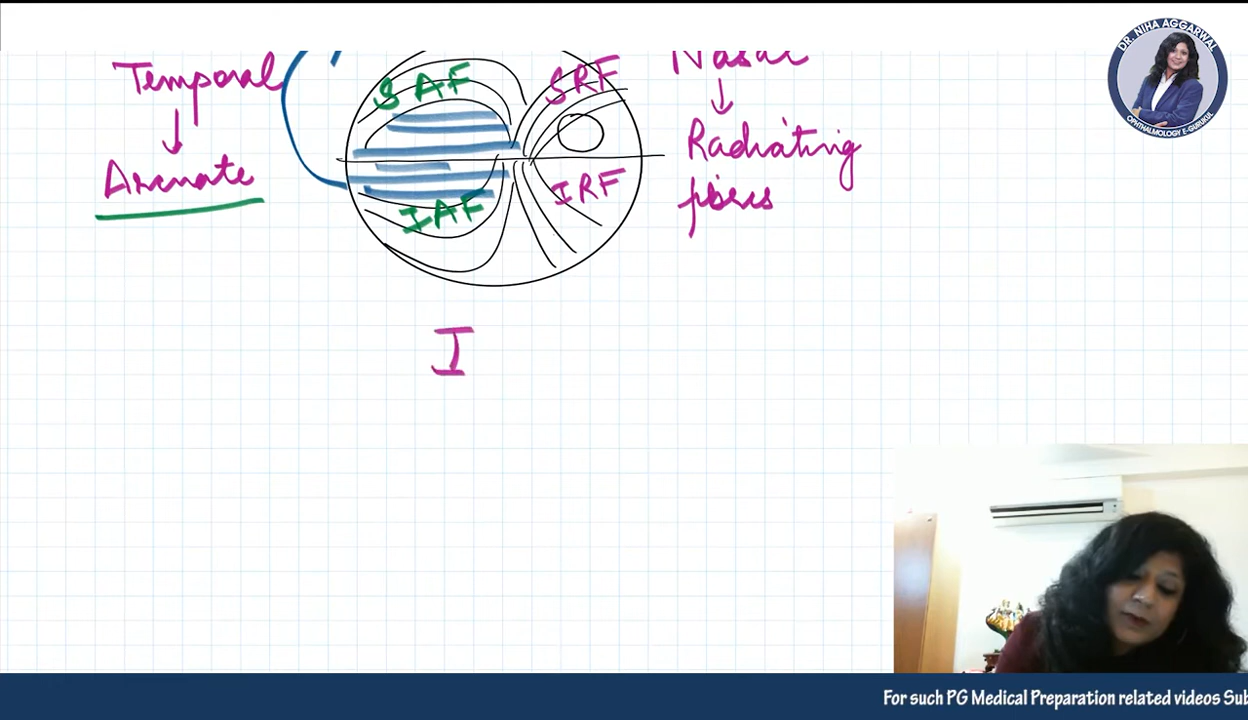 DR. NIHA AGGARWAL
OPHTHALMOLOGY E-GURUKUL
Temporal
↓
Arcuate
SAF
SRF
IAF
IRF
Nasal
↓
Radiating
fibres
I
For such PG Medical Preparation related videos Sub